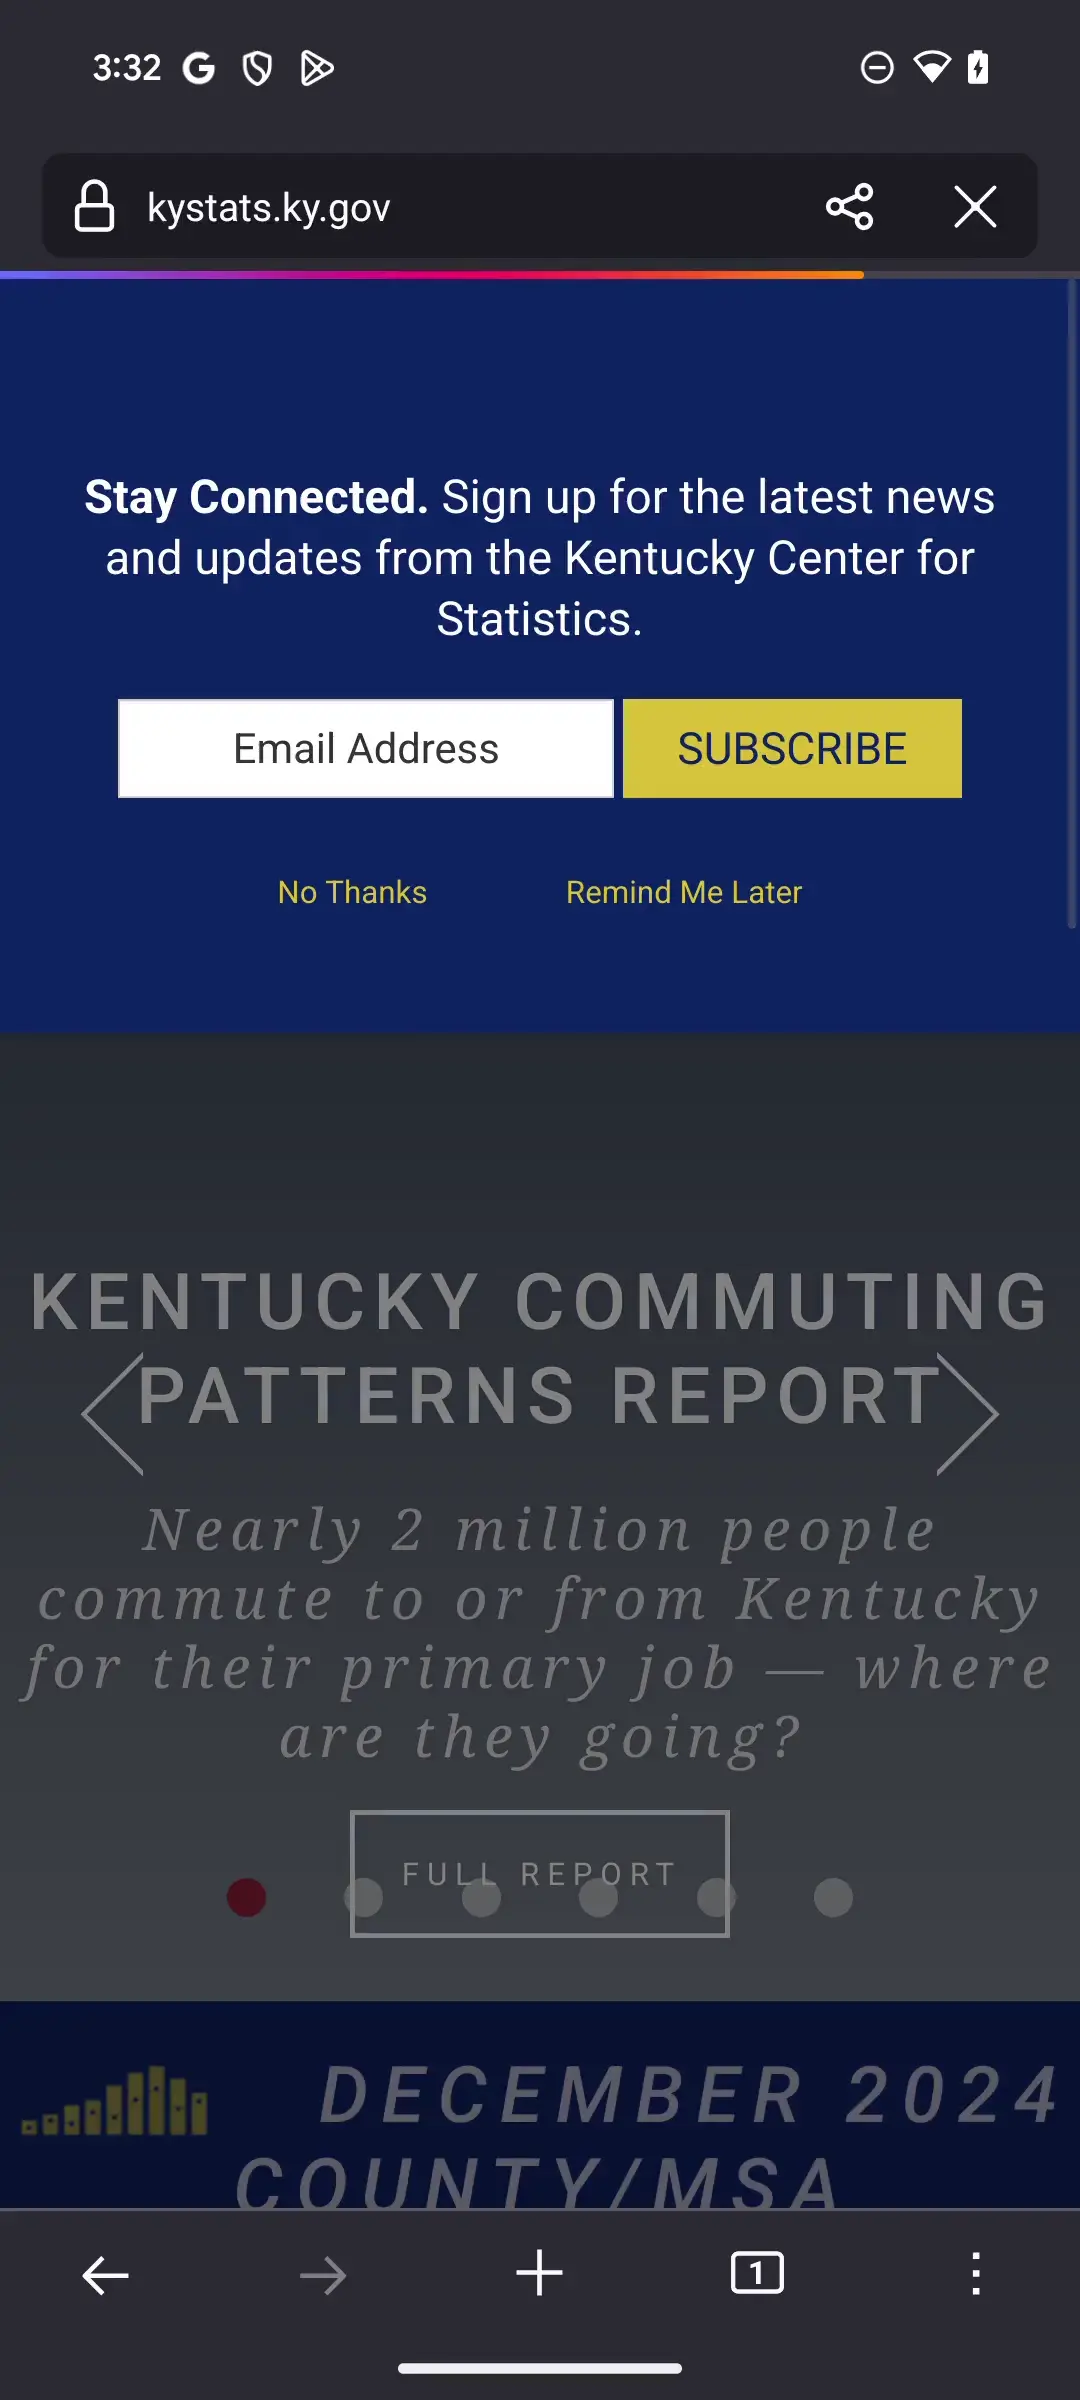 3:32
kystats.ky.gov
Stay Connected. Sign up for the latest news
and updates from the Kentucky Center for
Statistics.
Email Address
SUBSCRIBE
No Thanks
Remind Me Later
KENTUCKY COMMUTING
PATTERNS REPORT
Nearly 2 million people
commute to or from Kentucky
for their primary job — where
are they going?
FULL REPORT
DECEMBER 2024
COUNTY/MSA
1